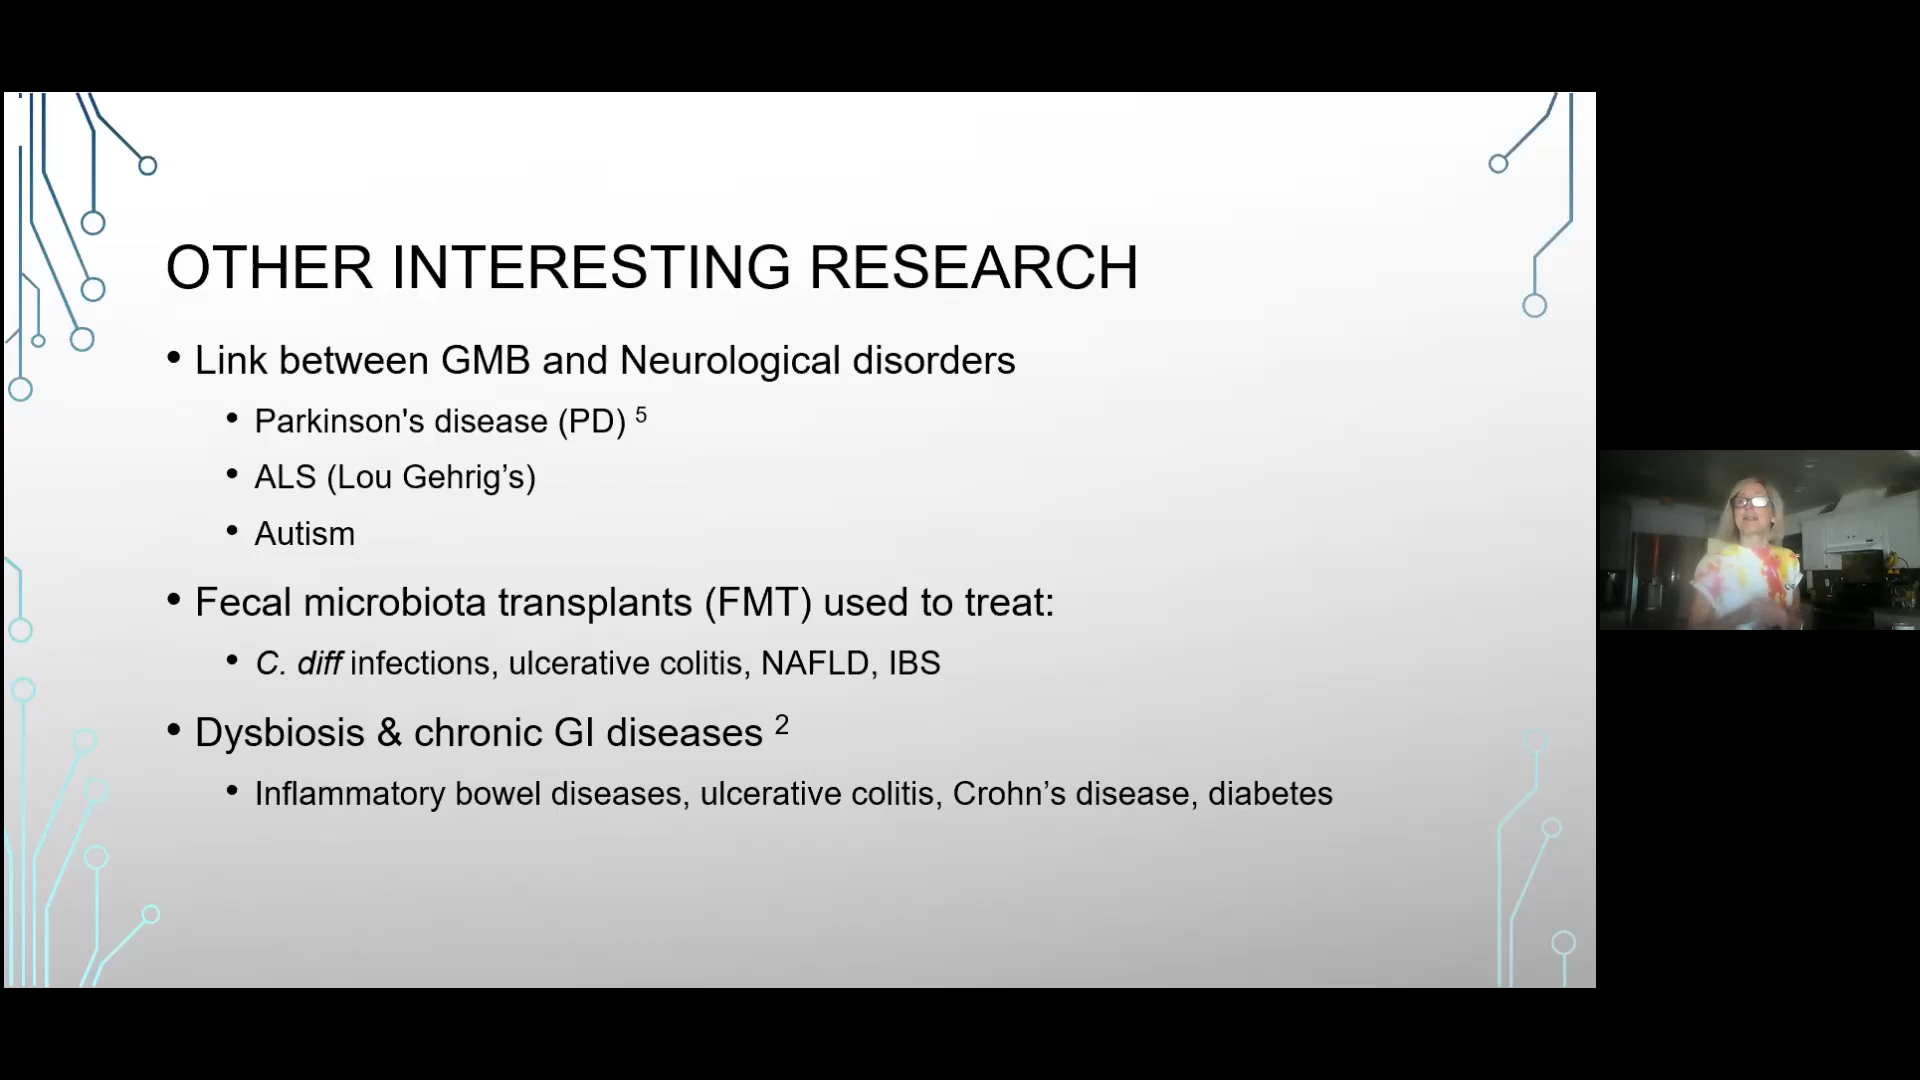 OTHER INTERESTING RESEARCH
• Link between GMB and Neurological disorders
• Parkinson's disease (PD) 5
• ALS (Lou Gehrig’s)
• Autism
• Fecal microbiota transplants (FMT) used to treat:
• C. diff infections, ulcerative colitis, NAFLD, IBS
• Dysbiosis & chronic GI diseases 2
• Inflammatory bowel diseases, ulcerative colitis, Crohn’s disease, diabetes